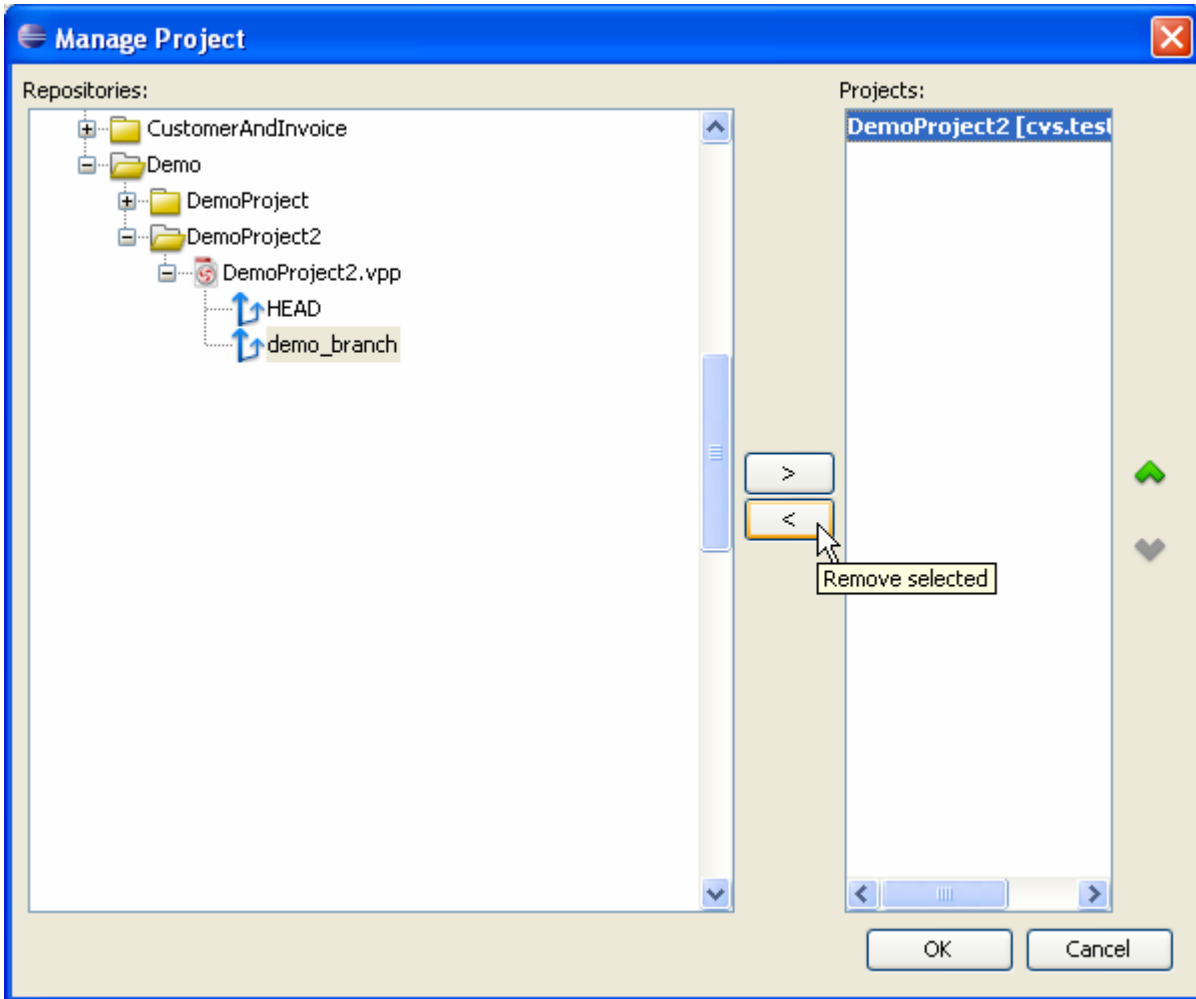 Manage Project
Repositories:
CustomerAndInvoice
Demo
DemoProject
DemoProject2
DemoProject2.vpp
HEAD
demo_branch
>
<
Remove selected
Projects:
DemoProject2 [cvs.test
OK
Cancel